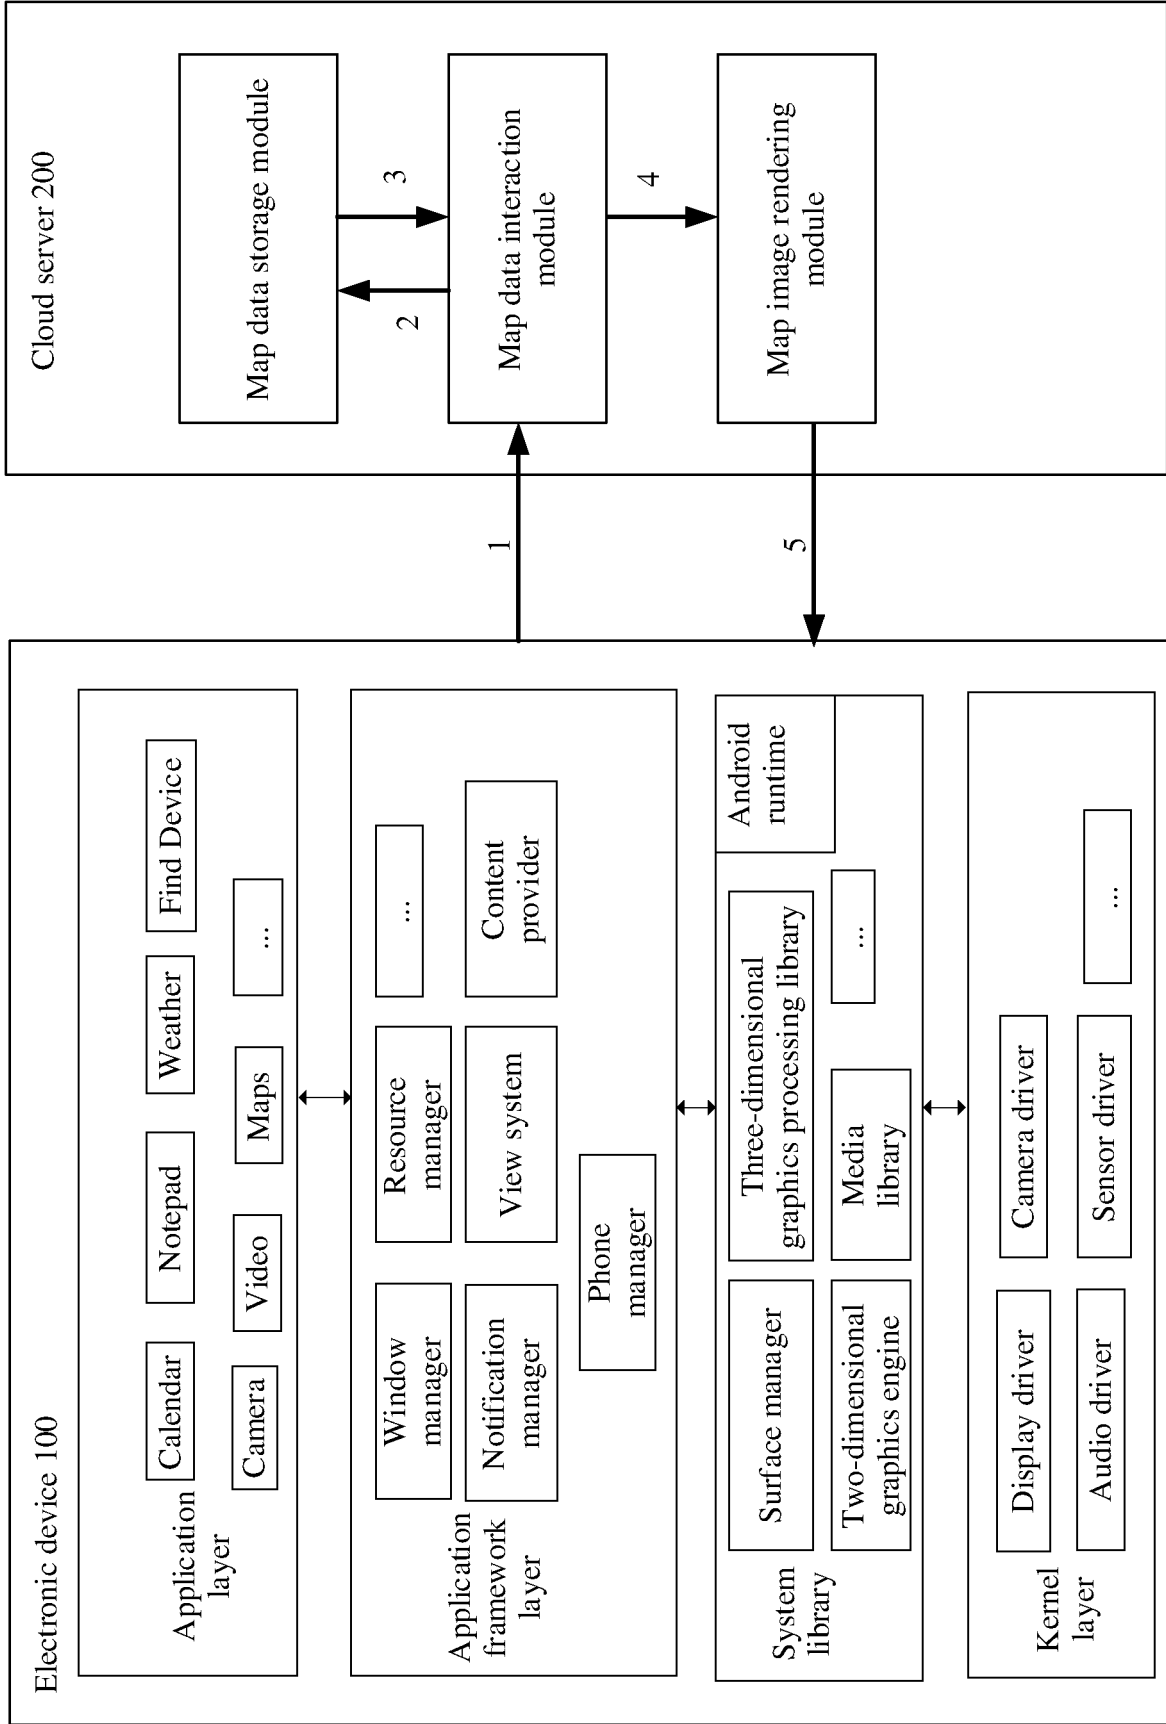 Electronic device 100
Application
layer
Calendar
Notepad
Weather
Find Device
Camera
Video
Maps
...
Application
framework
layer
Window
manager
Resource
manager
...
Notification
manager
View system
Content
provider
Phone
manager
System
library
Surface manager
Three-dimensional
graphics processing library
Android
runtime
Two-dimensional
graphics engine
Media
library
...
Kernel
layer
Display driver
Camera driver
Audio driver
Sensor driver
...
1
5
Cloud server 200
Map data storage module
2
3
Map data interaction
module
4
Map image rendering
module